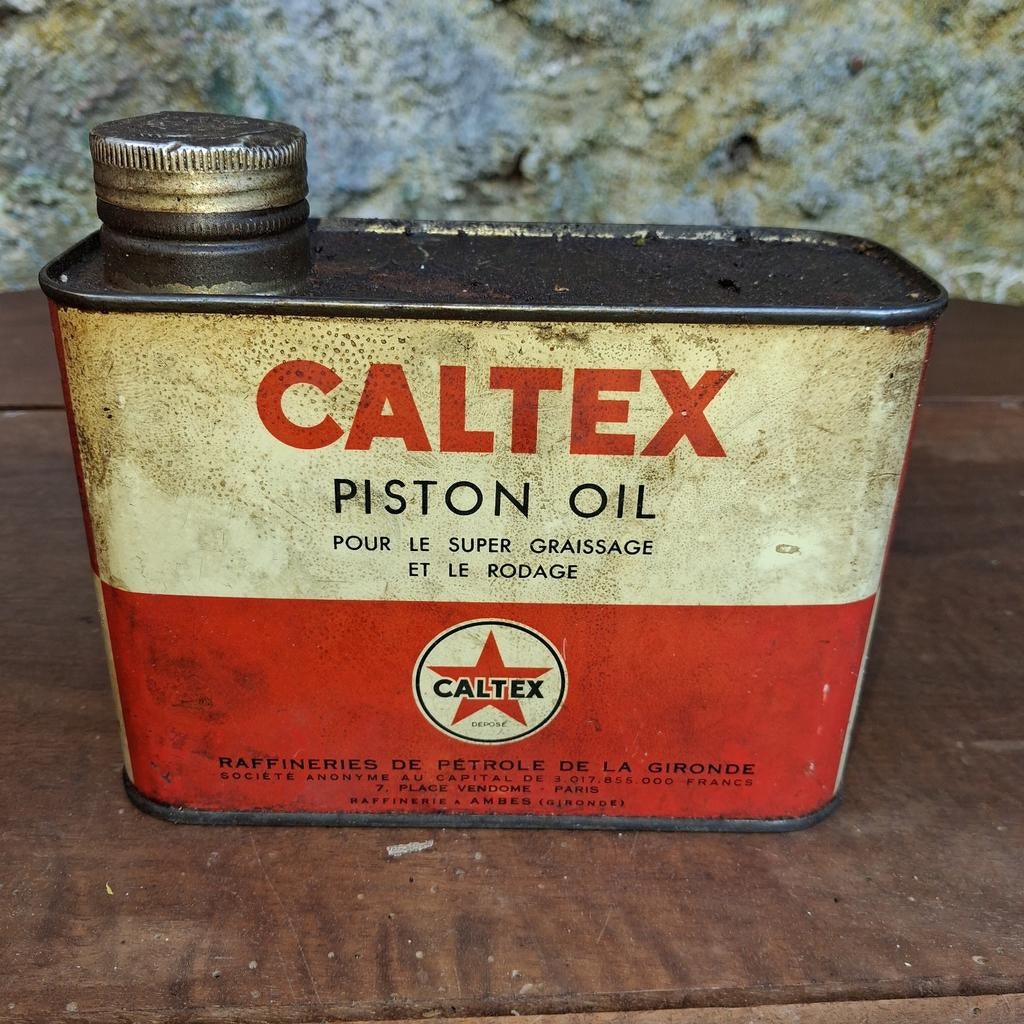 CALTEX
PISTON OIL
POUR LE SUPER GRAISSAGE
ET LE RODAGE
CALTEX
DÉPOSÉ
RAFFINERIES DE PÉTROLE DE LA GIRONDE
SOCIÉTÉ ANONYME AU CAPITAL DE 3.017.855.000 FRANCS
7, PLACE VENDOME - PARIS
RAFFINERIE A AMBES (GIRONDE)